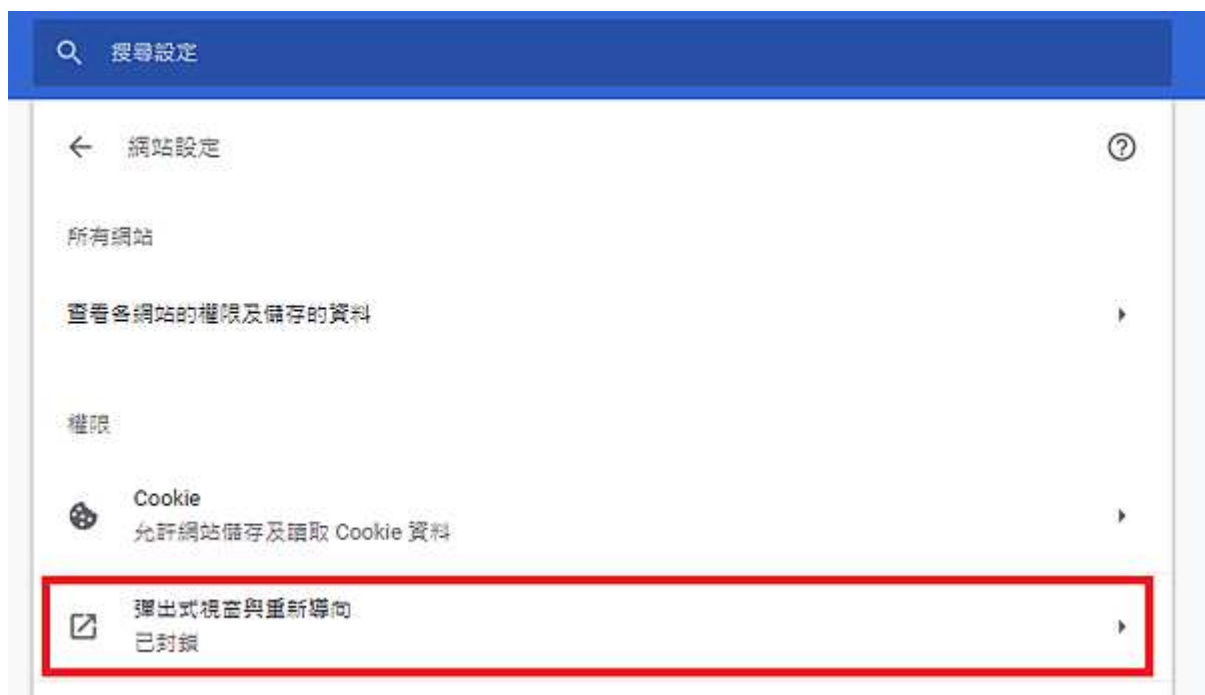 搜尋設定
網站設定
所有網站
查看各網站的權限及儲存的資料
權限
Cookie
允許網站儲存及讀取 Cookie 資料
彈出式視窗與重新導向
已封鎖